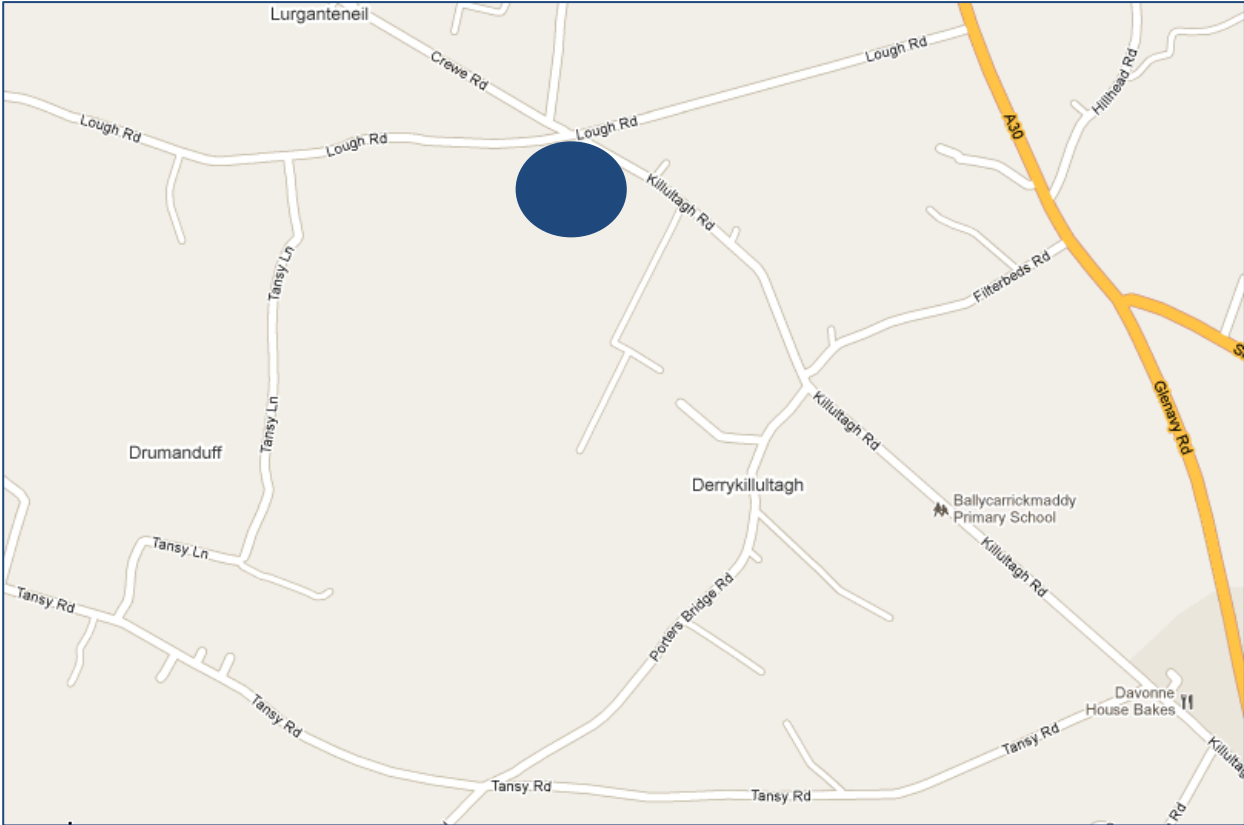 Lurganteneil
Crewe Rd
Lough Rd
Lough Rd
Lough Rd
Lough Rd
A30
Hillhead Rd
Killultagh Rd
Tansy Ln
Filterbeds Rd
Glenavy Rd
Tansy Ln
Killultagh Rd
Drumanduff
Derrykillultagh
Ballycarrickmaddy
Primary School
Tansy Ln
Killultagh Rd
Tansy Rd
Porters Bridge Rd
Davonne
House Bakes
Tansy Rd
Tansy Rd
Tansy Rd
Tansy Rd
Rd